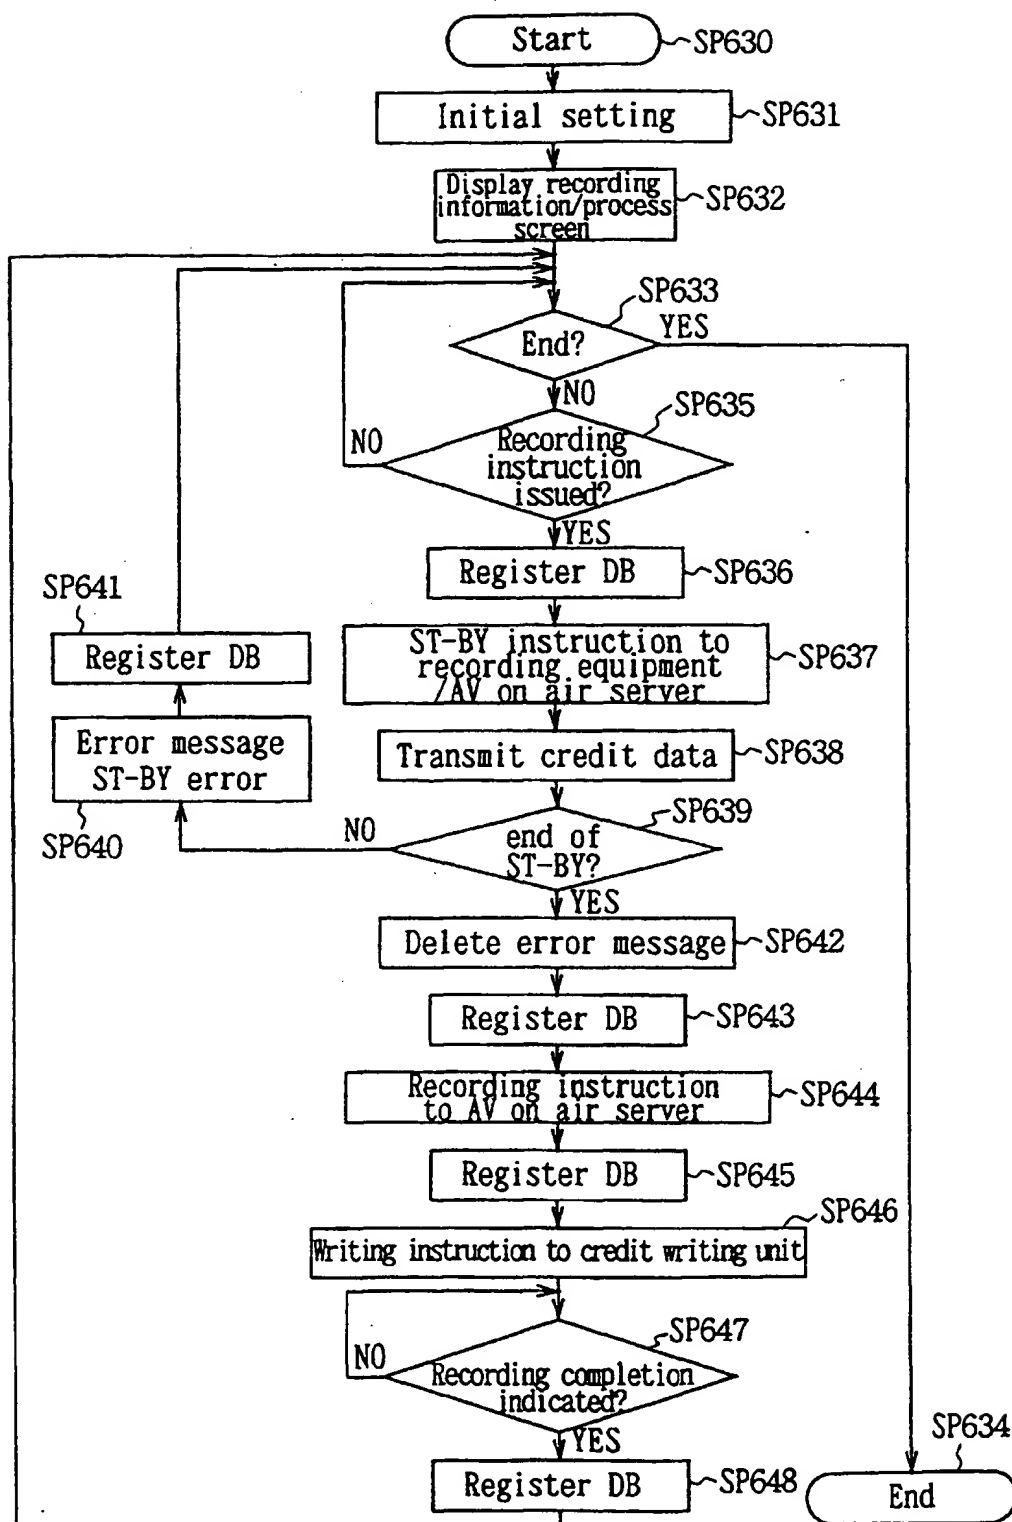 Start
SP630
Initial setting
SP631
Display recording
information/process
screen
SP632
SP633
End?
YES
NO
SP635
Recording
instruction
issued?
NO
YES
Register DB
SP636
SP641
Register DB
ST-BY instruction to
recording equipment
/AV on air server
SP637
Error message
ST-BY error
SP640
Transmit credit data
SP638
SP639
end of
ST-BY?
NO
YES
Delete error message
SP642
Register DB
SP643
Recording instruction
to AV on air server
SP644
Register DB
SP645
SP646
Writing instruction to credit writing unit
SP647
NO
Recording completion
indicated?
YES
Register DB
SP648
SP634
End